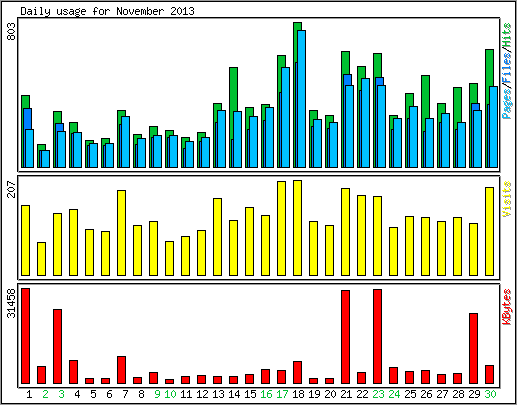 Daily usage for November 2013
803
Pages/Files/Hits
207
Visits
31458
KBytes
1 2 3 4 5 6 7 8 9 10 11 12 13 14 15 16 17 18 19 20 21 22 23 24 25 26 27 28 29 30